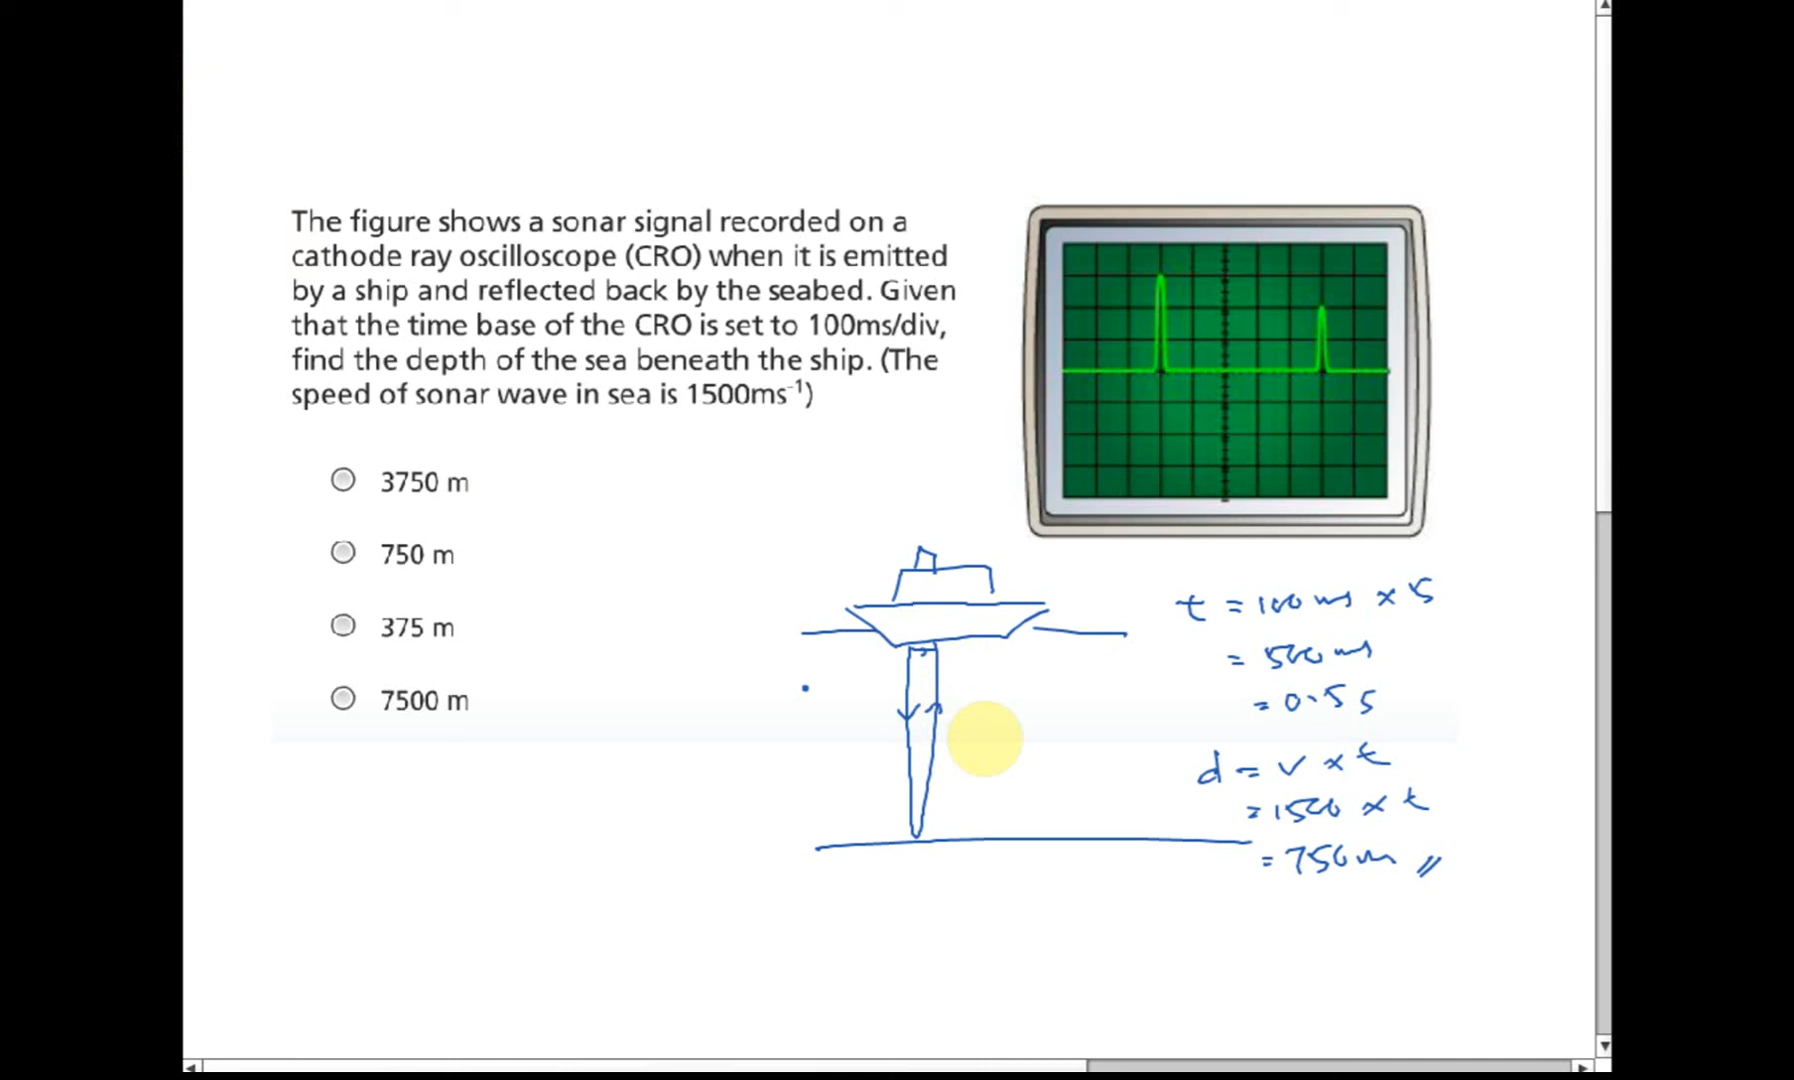 The figure shows a sonar signal recorded on a
cathode ray oscilloscope (CRO) when it is emitted
by a ship and reflected back by the seabed. Given
that the time base of the CRO is set to 100ms/div,
find the depth of the sea beneath the ship. (The
speed of sonar wave in sea is 1500ms⁻¹)
3750 m
750 m
375 m
7500 m
t = 100 ms × 5
= 500 ms
= 0.5 s
d = v × t
= 1500 × t
= 750 m //